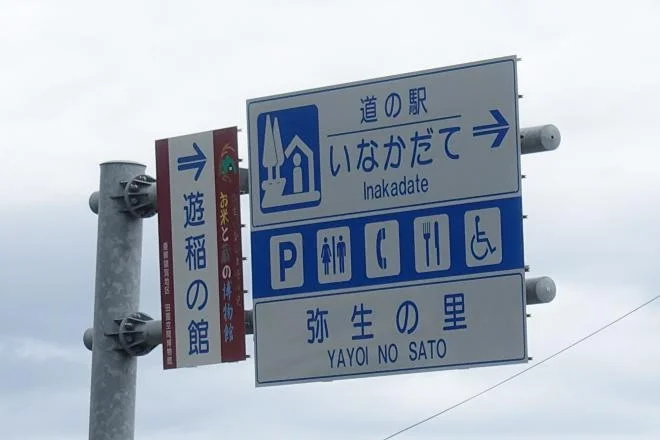 道の駅
いなかだて
Inakadate
P
弥生の里
YAYOI NO SATO
遊稲の館
お米と藁の博物館